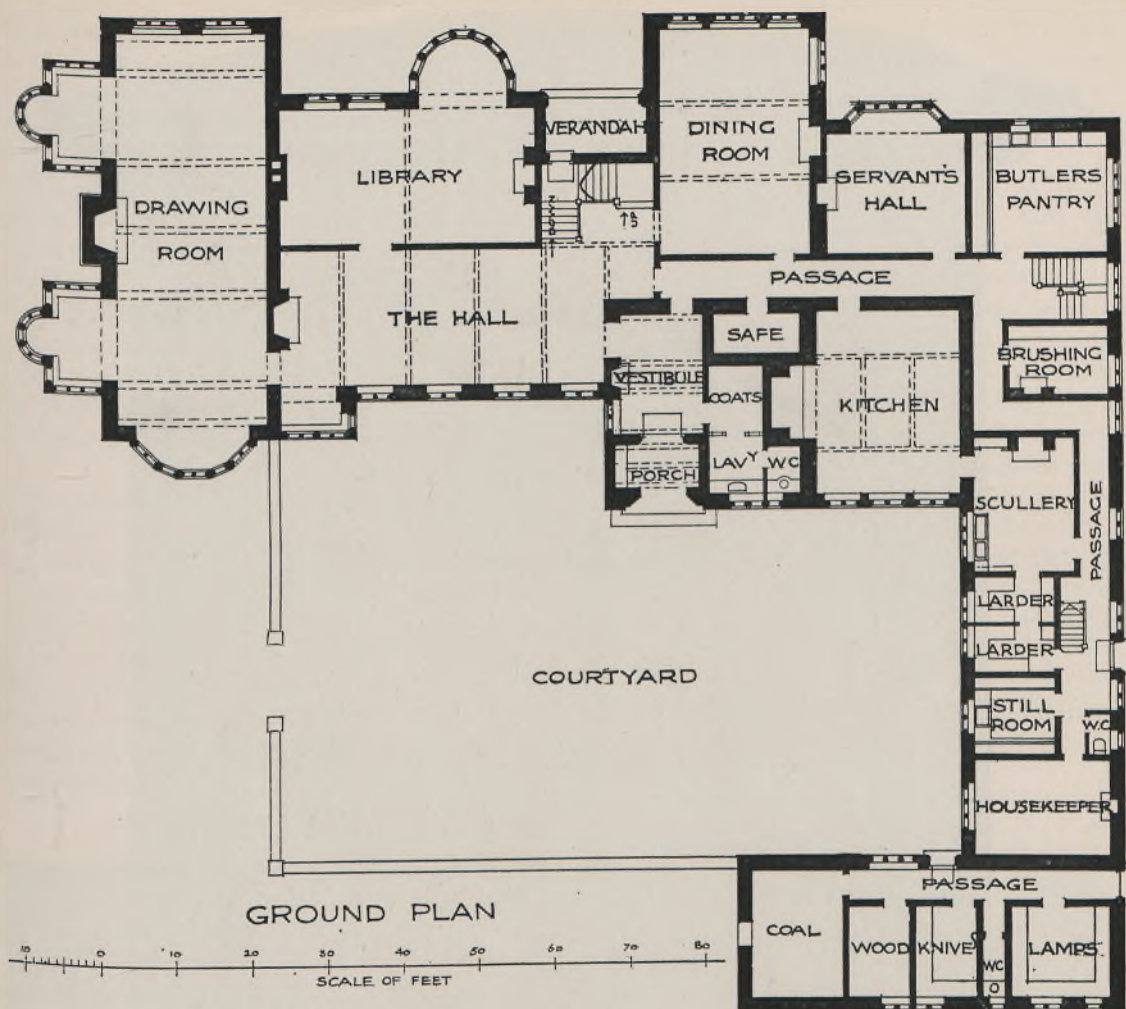 VERANDAH
DINING
ROOM
LIBRARY
SERVANTS
HALL
BUTLERS
PANTRY
DRAWING
ROOM
UP
PASSAGE
THE HALL
SAFE
BRUSHING
ROOM
VESTIBULE
COATS
KITCHEN
LAVY
WC
PORCH
SCULLERY
PASSAGE
LARDER
LARDER
COURTYARD
STILL
ROOM
W.C
HOUSEKEEPER
PASSAGE
GROUND PLAN
COAL
WOOD
KNIVES
WC
LAMPS
10 0 10 20 30 40 50 60 70 80
SCALE OF FEET